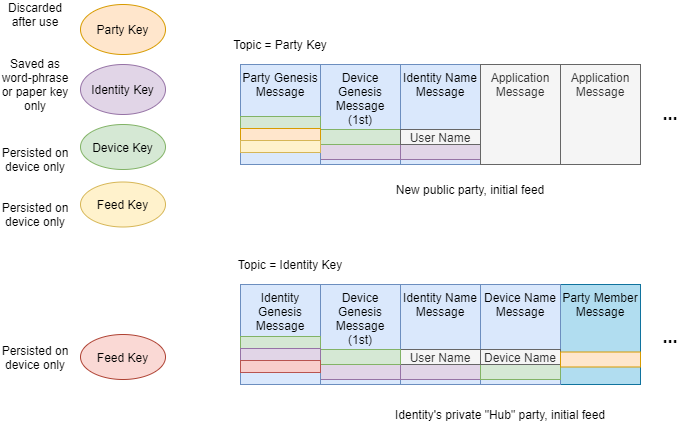 Discarded
after use
Party Key
Saved as
word-phrase
or paper key
only
Identity Key
Persisted on
device only
Device Key
Persisted on
device only
Feed Key
Topic = Party Key
Party Genesis
Message
Device
Genesis
Message
(1st)
Identity Name
Message
User Name
Application
Message
Application
Message
...
New public party, initial feed
Topic = Identity Key
Persisted on
device only
Feed Key
Identity
Genesis
Message
Device
Genesis
Message
(1st)
Identity Name
Message
User Name
Device Name
Message
Device Name
Party Member
Message
...
Identity's private "Hub" party, initial feed